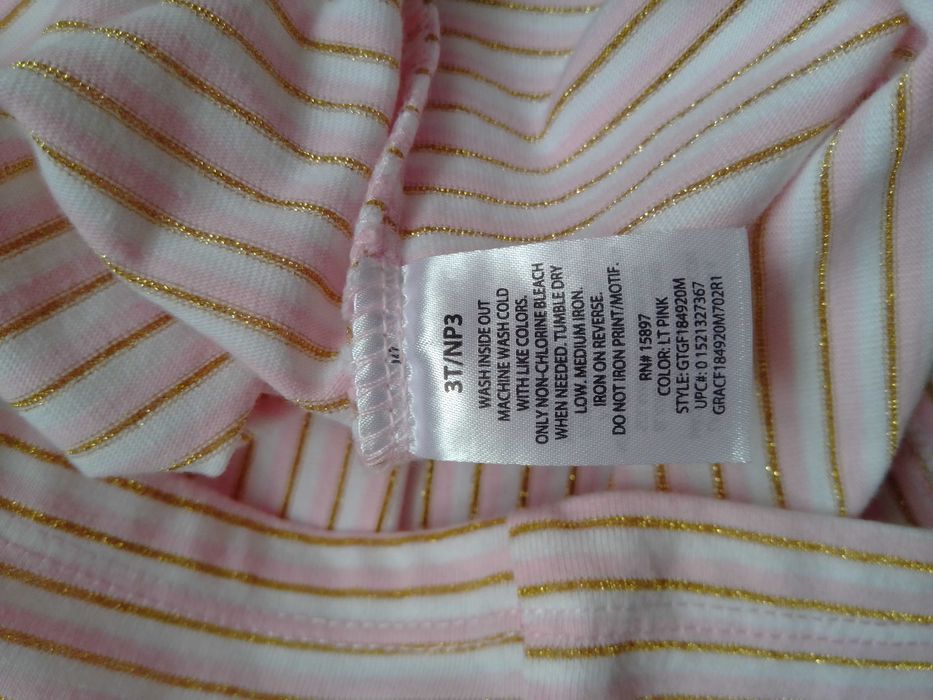 3T/NP3
WASH INSIDE OUT
MACHINE WASH COLD
WITH LIKE COLORS.
ONLY NON-CHLORINE BLEACH
WHEN NEEDED. TUMBLE DRY
LOW. MEDIUM IRON.
IRON ON REVERSE.
DO NOT IRON PRINT/MOTIF.
RN# 15897
COLOR: LT PINK
STYLE: GTGF184920M
UPC#: 0 1521327367
GRACF184920M702R1